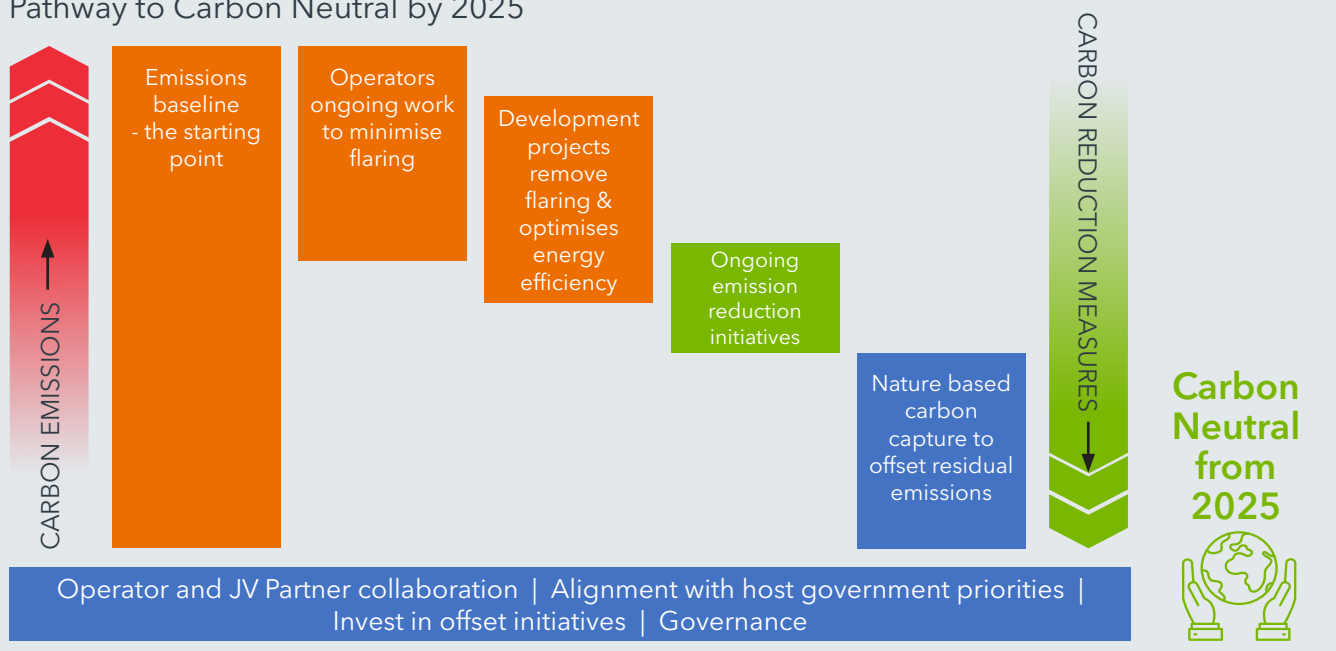 Pathway to Carbon Neutral by 2025
CARBON EMISSIONS
Emissions
baseline
- the starting
point
Operators
ongoing work
to minimise
flaring
Development
projects
remove
flaring &
optimises
energy
efficiency
Ongoing
emission
reduction
initiatives
Nature based
carbon
capture to
offset residual
emissions
CARBON REDUCTION MEASURES
Carbon
Neutral
from
2025
Operator and JV Partner collaboration | Alignment with host government priorities |
Invest in offset initiatives | Governance